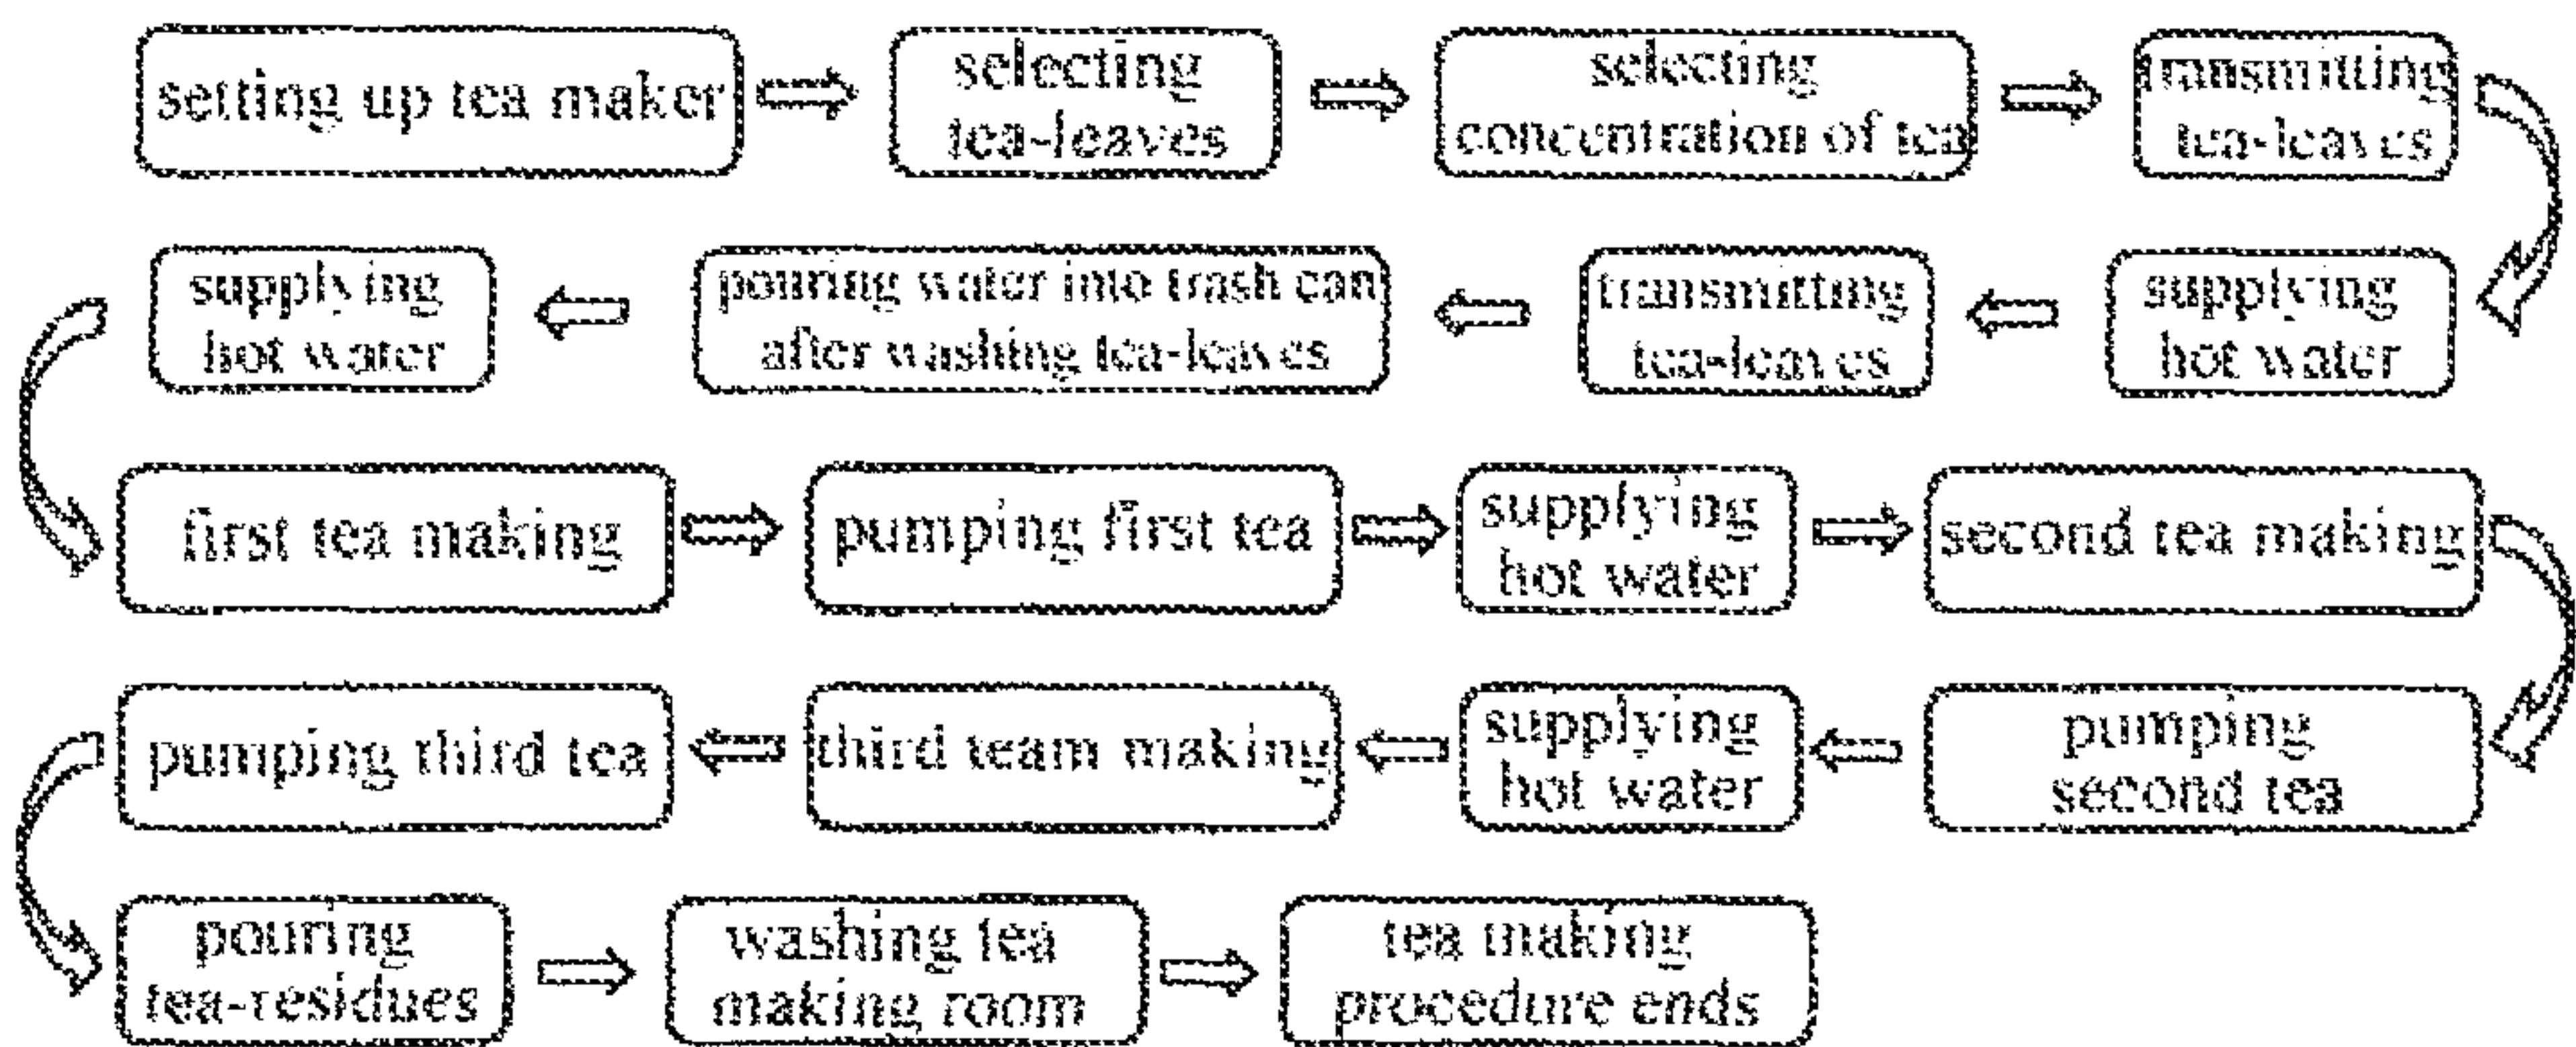 setting up tea maker
selecting
tea-leaves
selecting
concentration of tea
transmitting
tea-leaves
supplying
hot water
transmitting
tea-leaves
pouring water into trash can
after washing tea-leaves
supplying
hot water
first tea making
pumping first tea
supplying
hot water
second tea making
pumping
second tea
supplying
hot water
third team making
pumping third tea
pouring
tea-residues
washing tea
making room
tea making
procedure ends